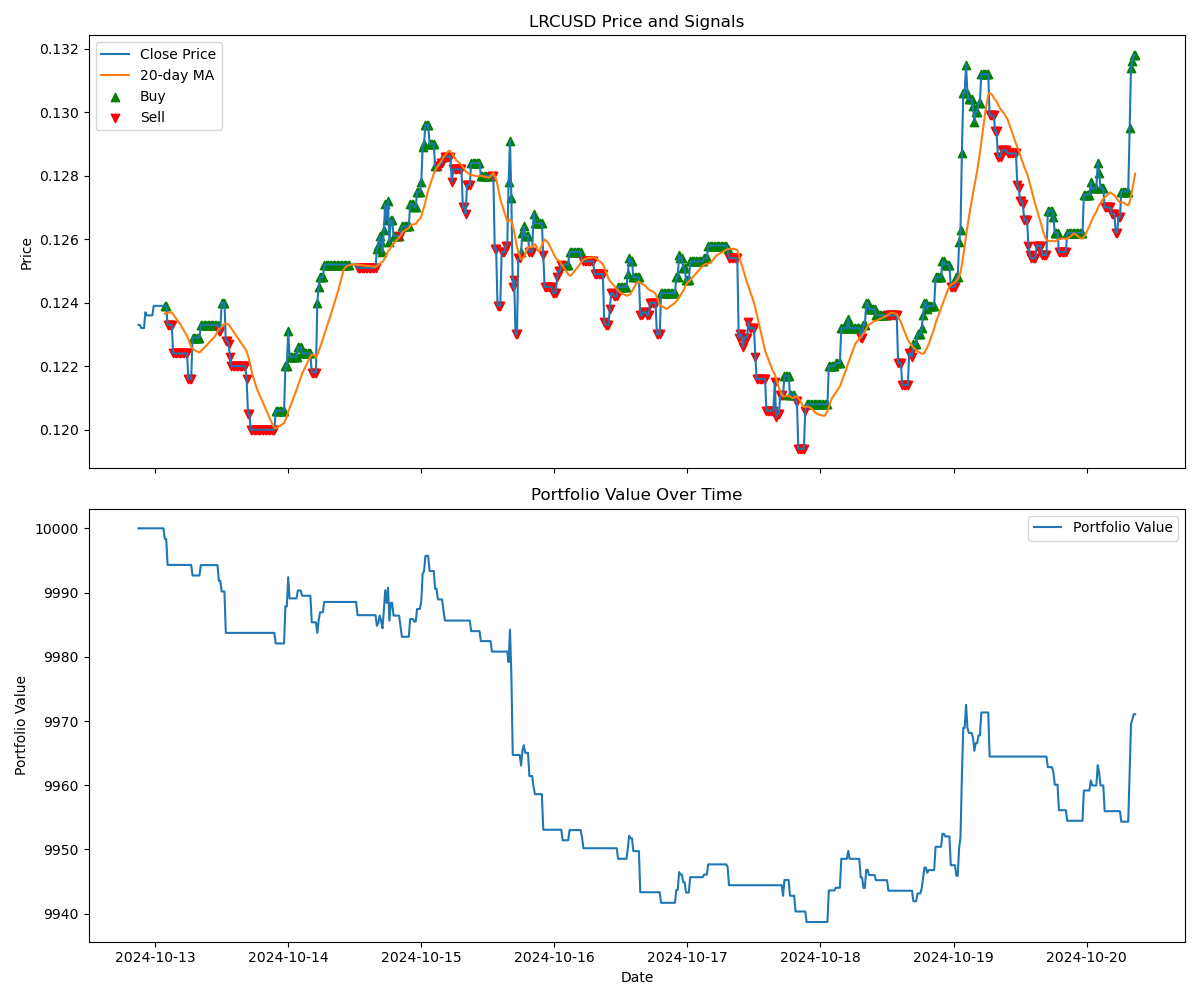 LRCUSD Price and Signals
Close Price
20-day MA
Buy
Sell
0.132
0.130
0.128
0.126
0.124
0.122
0.120
Price
Portfolio Value Over Time
Portfolio Value
10000
9990
9980
9970
9960
9950
9940
Portfolio Value
2024-10-13 2024-10-14 2024-10-15 2024-10-16 2024-10-17 2024-10-18 2024-10-19 2024-10-20
Date